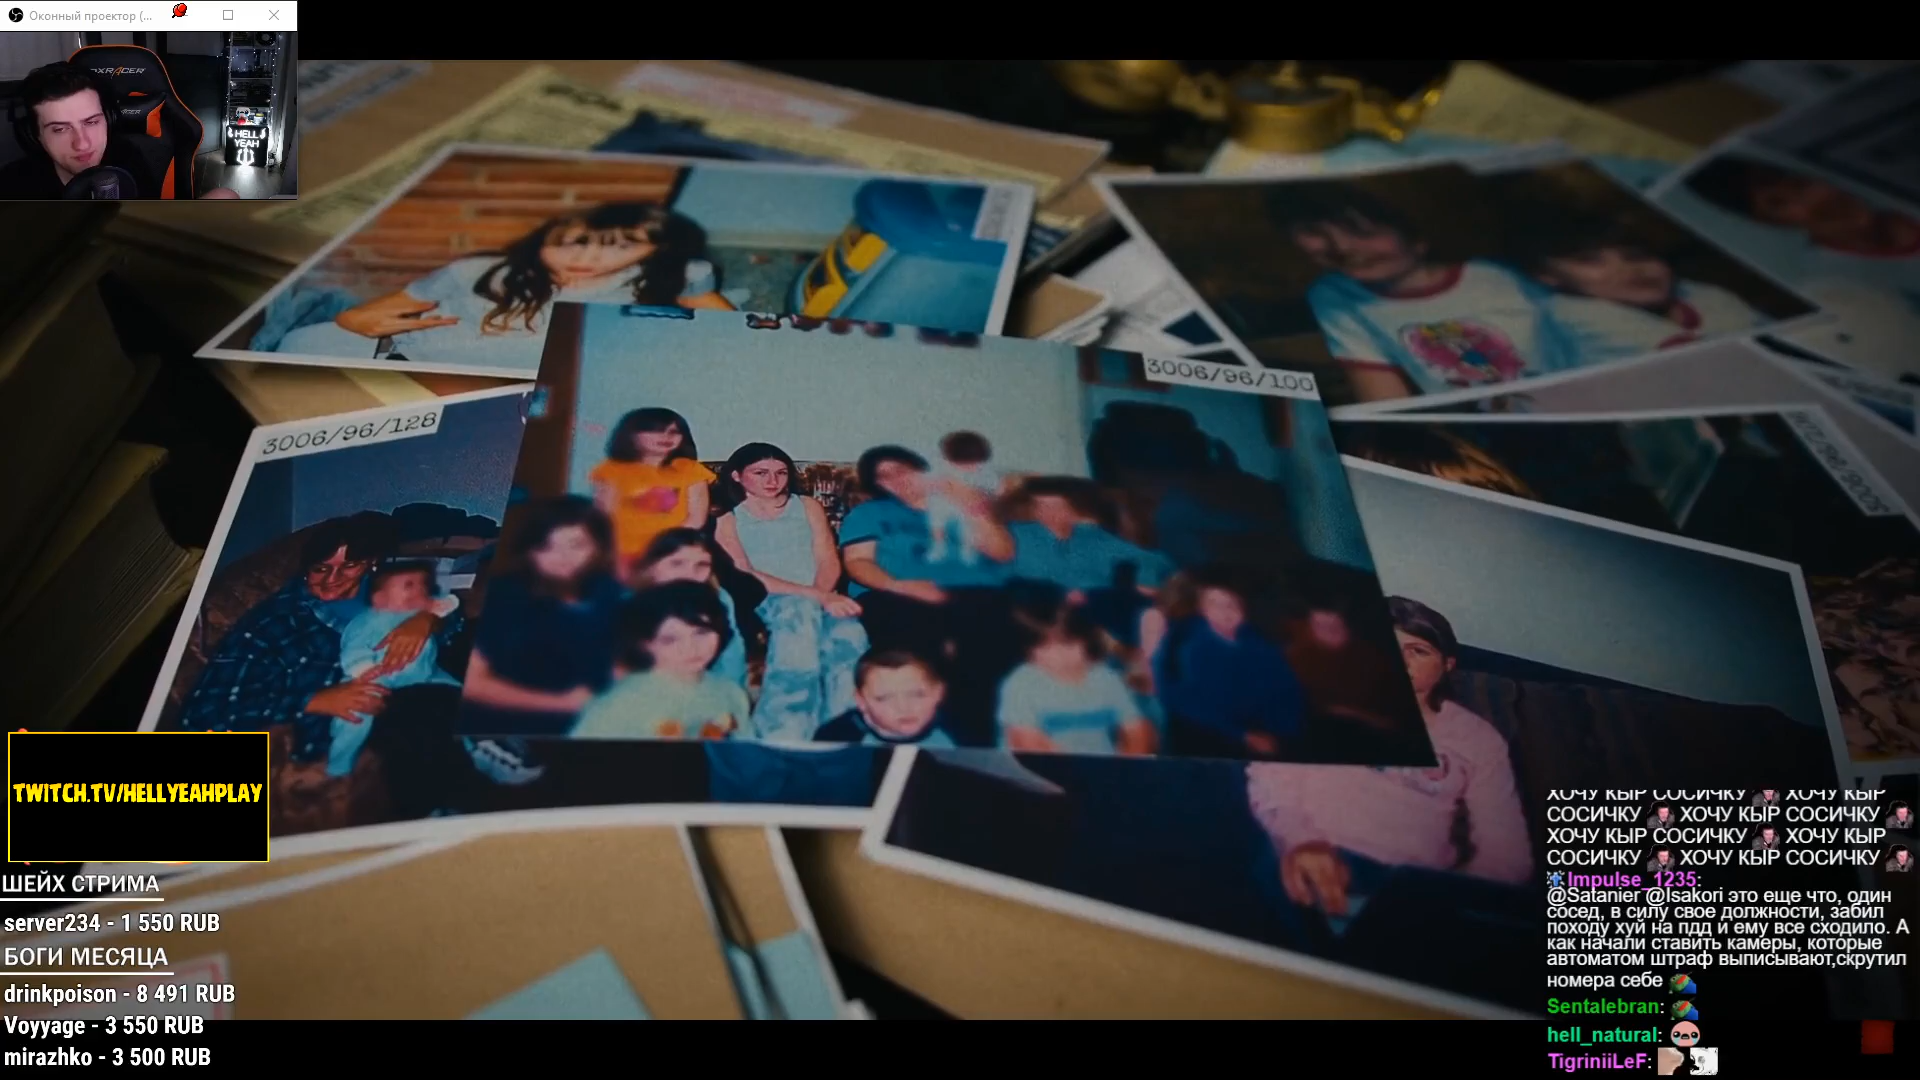 Оконный проектор (...
DXRACER
HELL
YEAH
3006/96/100
3006/96/128
TWITCH.TV/HELLYEAHPLAY
ШЕЙХ СТРИМА
server234 - 1 550 RUB
БОГИ МЕСЯЦА
drinkpoison - 8 491 RUB
Voyyage - 3 550 RUB
mirazhko - 3 500 RUB
ХОЧУ КЫР СОСИЧКУ ХОЧУ КЫР
СОСИЧКУ ХОЧУ КЫР СОСИЧКУ
ХОЧУ КЫР СОСИЧКУ ХОЧУ КЫР
СОСИЧКУ ХОЧУ КЫР СОСИЧКУ
Impulse_1235:
@Satanier @Isakori это еще что, один
сосед, в силу свое должности, забил
походу хуй на пдд и ему все сходило. А
как начали ставить камеры, которые
автоматом штраф выписывают,скрутил
номера себе
Sentalebran:
hell_natural:
TigriniiLeF: